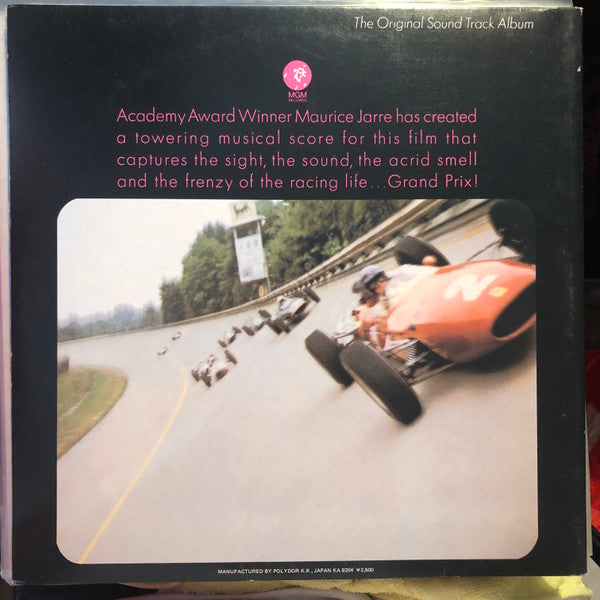 The Original Sound Track Album
MGM
RECORDS
Academy Award Winner Maurice Jarre has created
a towering musical score for this film that
captures the sight, the sound, the acrid smell
and the frenzy of the racing life...Grand Prix!
2
MANUFACTURED BY POLYDOR K.K., JAPAN KA 8204 ¥2,500